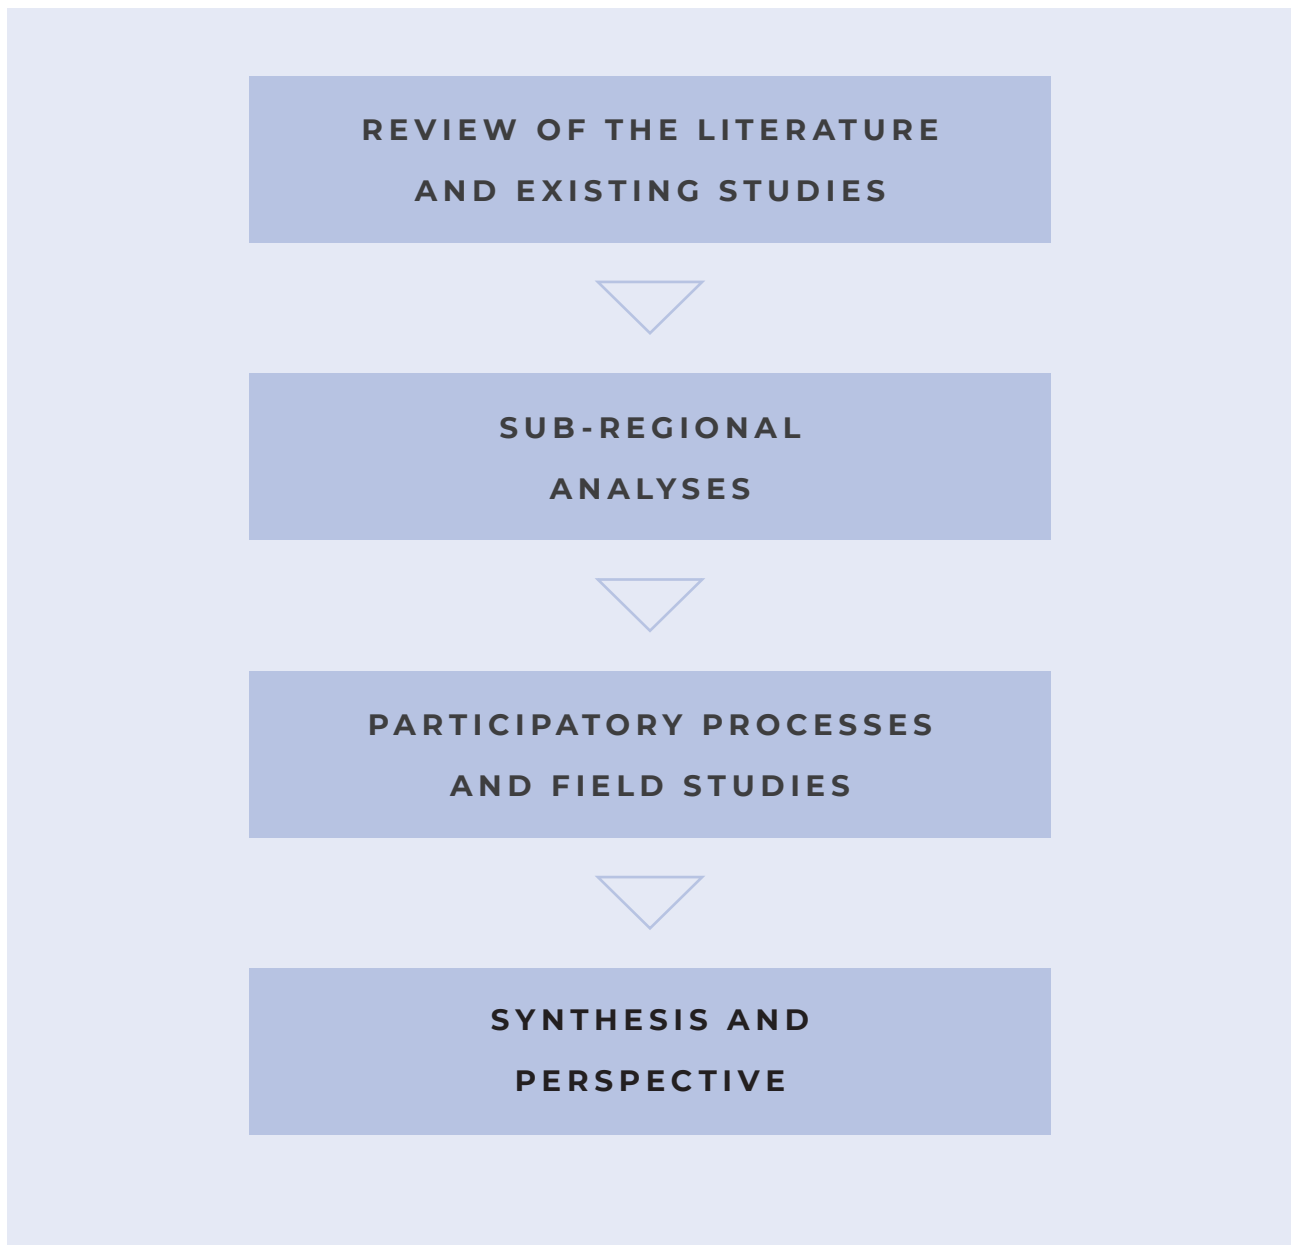 REVIEW OF THE LITERATURE
AND EXISTING STUDIES
SUB-REGIONAL
ANALYSES
PARTICIPATORY PROCESSES
AND FIELD STUDIES
SYNTHESIS AND
PERSPECTIVE